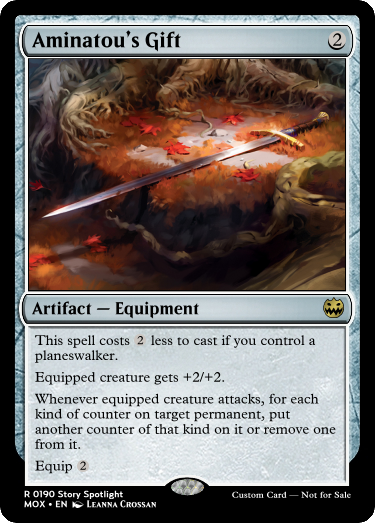 Aminatou's Gift 2
Artifact — Equipment
This spell costs 2 less to cast if you control a
planeswalker.
Equipped creature gets +2/+2.
Whenever equipped creature attacks, for each
kind of counter on target permanent, put
another counter of that kind on it or remove one
from it.
Equip 2
R 0190 Story Spotlight
MOX • EN Leanna Crossan
Custom Card — Not for Sale